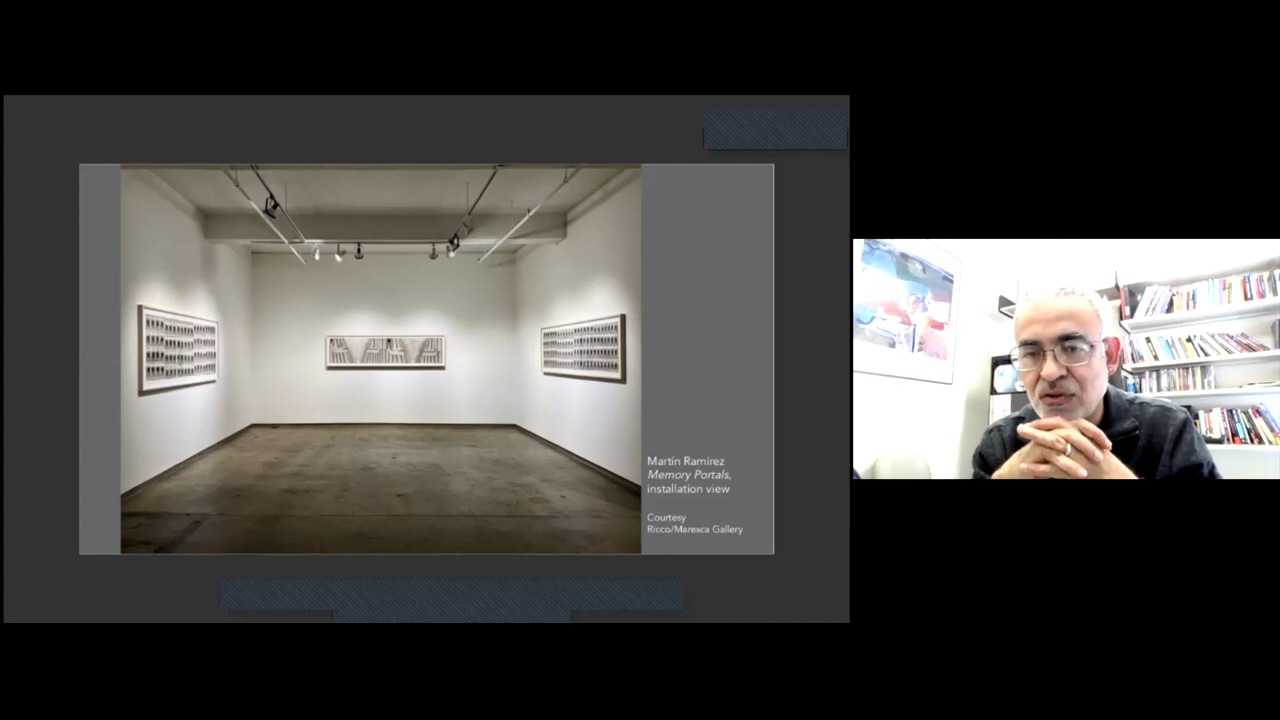 Martín Ramírez
Memory Portals,
installation view
Courtesy
Ricco/Maresca Gallery